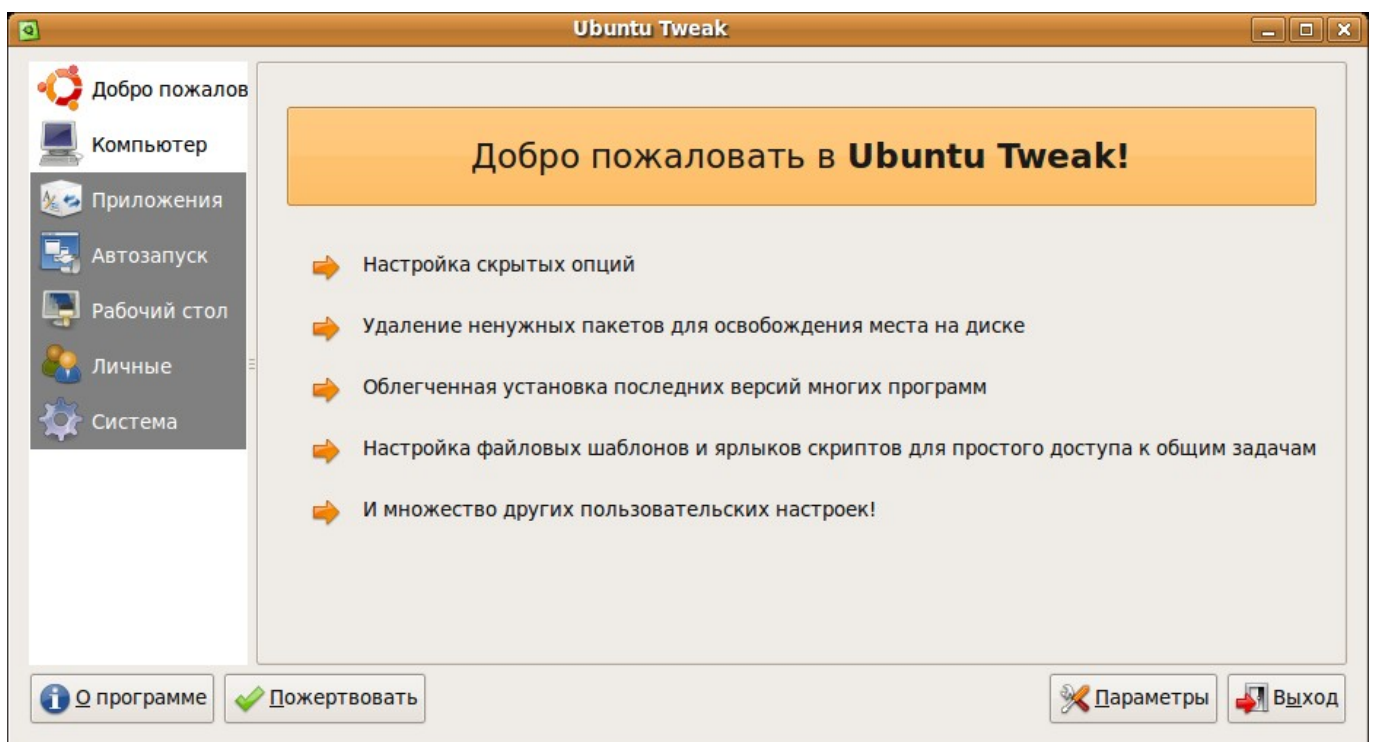 Ubuntu Tweak
Добро пожалов
Компьютер
Приложения
Автозапуск
Рабочий стол
Личные
Система
Добро пожаловать в Ubuntu Tweak!
Настройка скрытых опций
Удаление ненужных пакетов для освобождения места на диске
Облегченная установка последних версий многих программ
Настройка файловых шаблонов и ярлыков скриптов для простого доступа к общим задачам
И множество других пользовательских настроек!
О программе
Пожертвовать
Параметры
Выход